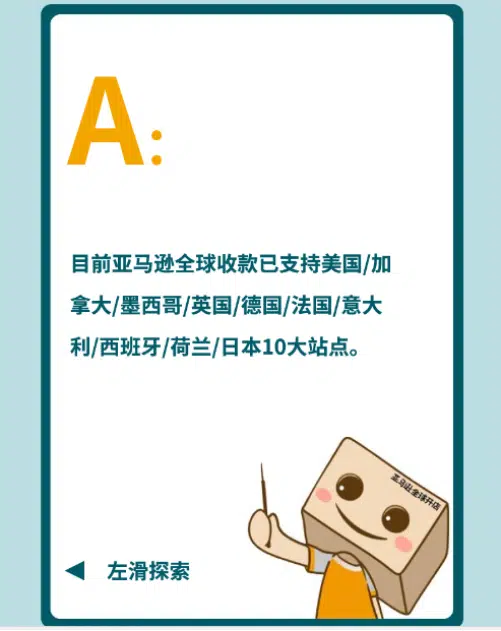 A:
目前亚马逊全球收款已支持美国/加
拿大/墨西哥/英国/德国/法国/意大
利/西班牙/荷兰/日本10大站点。
亚马逊全球开店
◀ 左滑探索